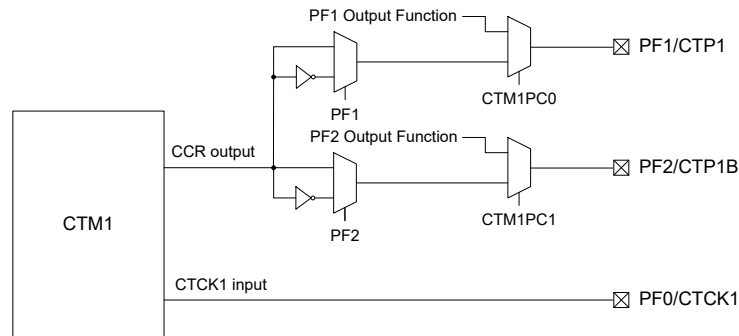 PF1 Output Function
PF1/CTP1
CTM1PC0
PF1
PF2 Output Function
CCR output
PF2/CTP1B
CTM1PC1
CTM1
PF2
CTCK1 input
PF0/CTCK1